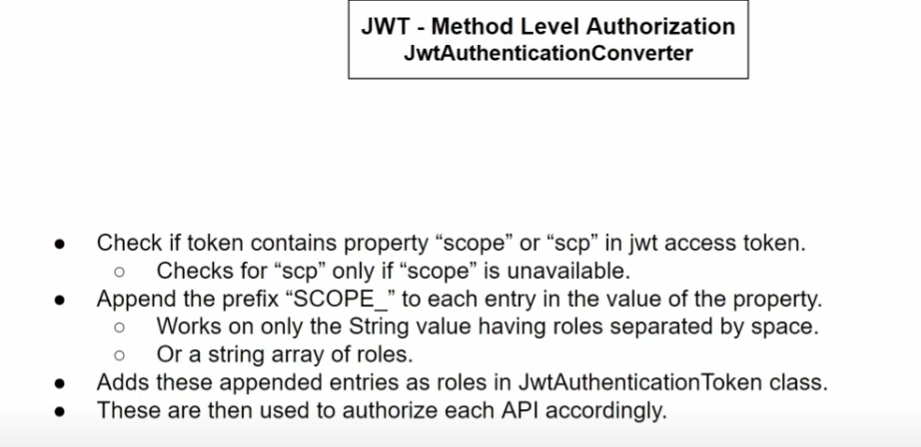 JWT - Method Level Authorization
JwtAuthenticationConverter
● Check if token contains property “scope” or “scp” in jwt access token.
○ Checks for “scp” only if “scope” is unavailable.
● Append the prefix “SCOPE_” to each entry in the value of the property.
○ Works on only the String value having roles separated by space.
○ Or a string array of roles.
● Adds these appended entries as roles in JwtAuthenticationToken class.
● These are then used to authorize each API accordingly.